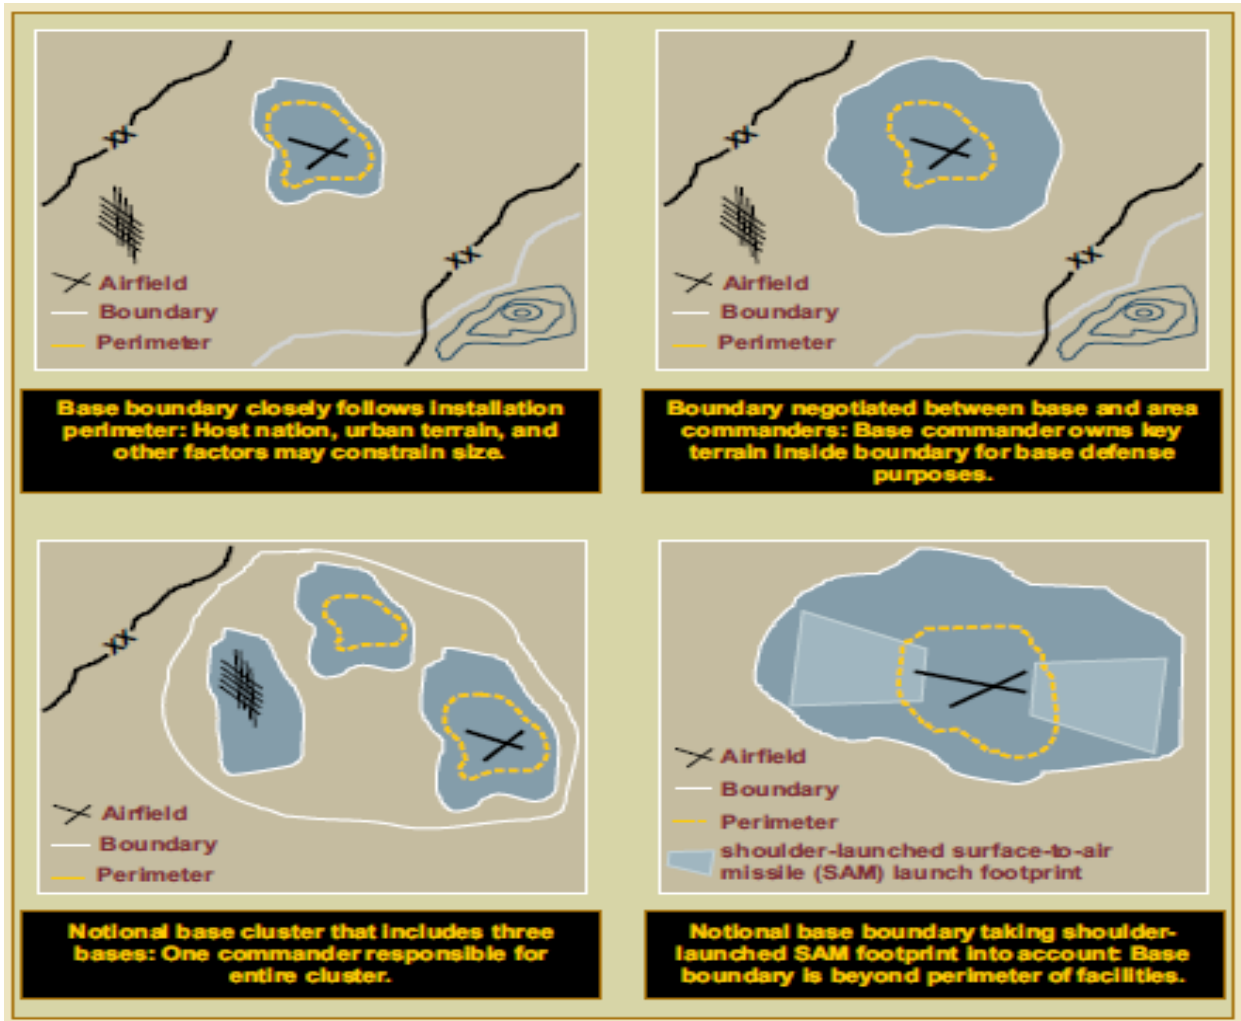 XX
XX
Airfield
Boundary
Perimeter
Base boundary closely follows installation
perimeter: Host nation, urban terrain, and
other factors may constrain size.
XX
XX
Airfield
Boundary
Perimeter
Boundary negotiated between base and area
commanders: Base commander owns key
terrain inside boundary for base defense
purposes.
XX
Airfield
Boundary
Perimeter
Notional base cluster that includes three
bases: One commander responsible for
entire cluster.
Airfield
Boundary
Perimeter
shoulder-launched surface-to-air
missile (SAM) launch footprint
Notional base boundary taking shoulder-
launched SAM footprint into account: Base
boundary is beyond perimeter of facilities.